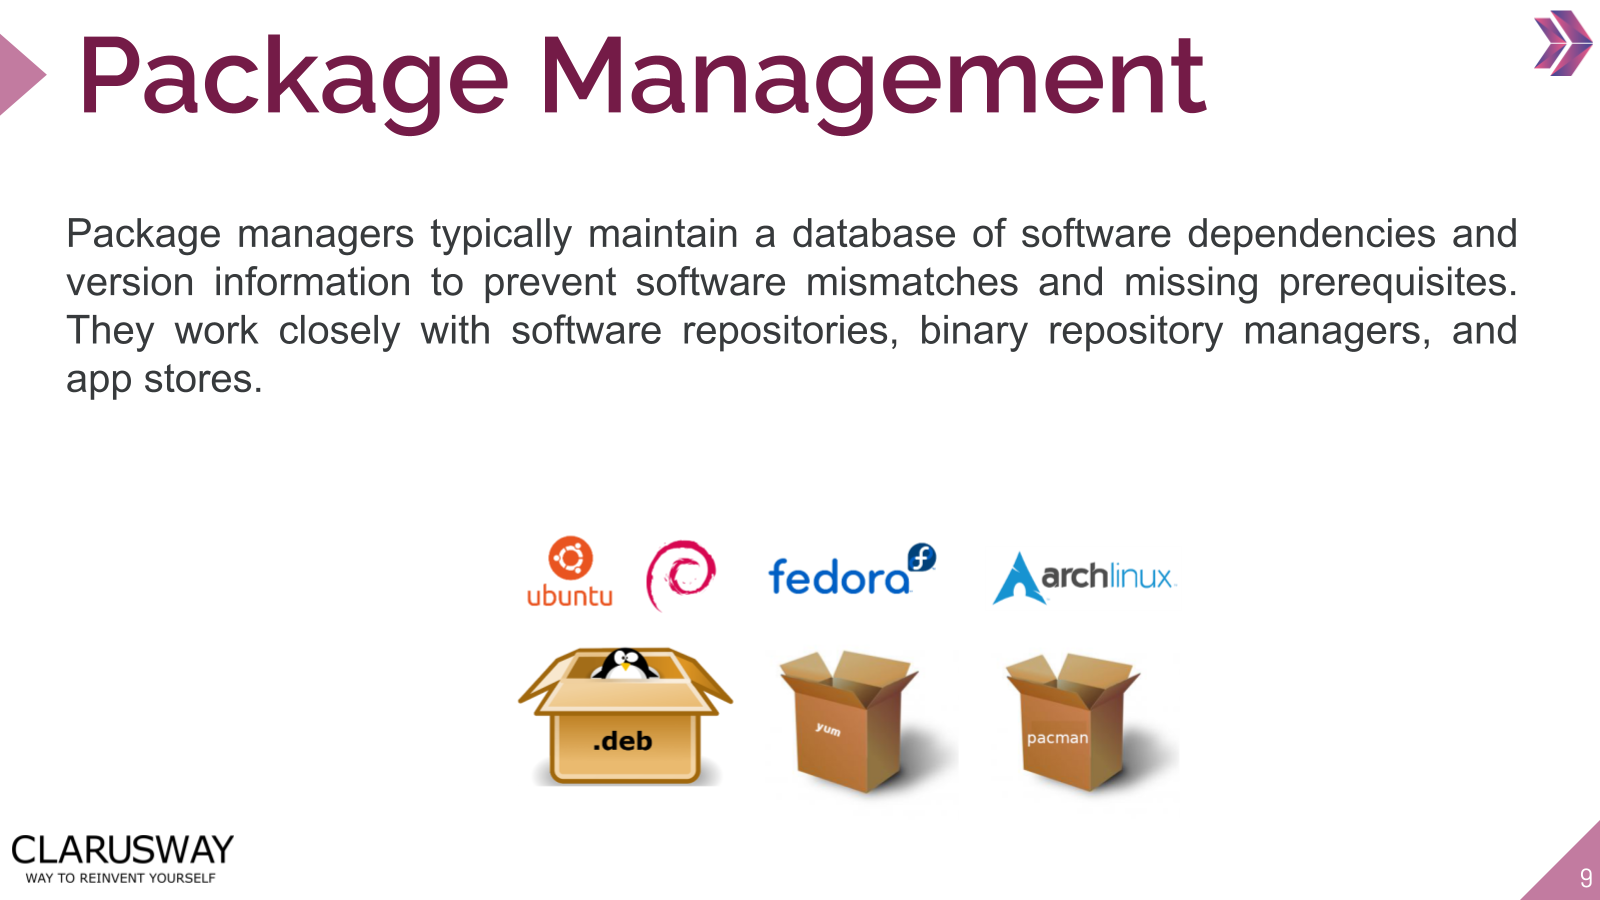 Package Management
Package managers typically maintain a database of software dependencies and
version information to prevent software mismatches and missing prerequisites.
They work closely with software repositories, binary repository managers, and
app stores.
ubuntu
fedora
archlinux
.deb
yum
pacman
CLARUSWAY
WAY TO REINVENT YOURSELF
9